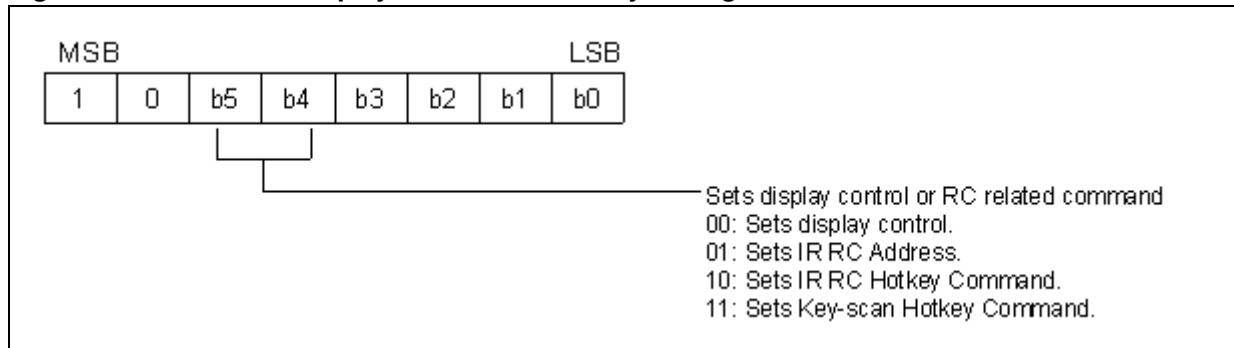 MSB LSB
1 0 b5 b4 b3 b2 b1 b0
Sets display control or RC related command
00: Sets display control.
01: Sets IR RC Address.
10: Sets IR RC Hotkey Command.
11: Sets Key-scan Hotkey Command.